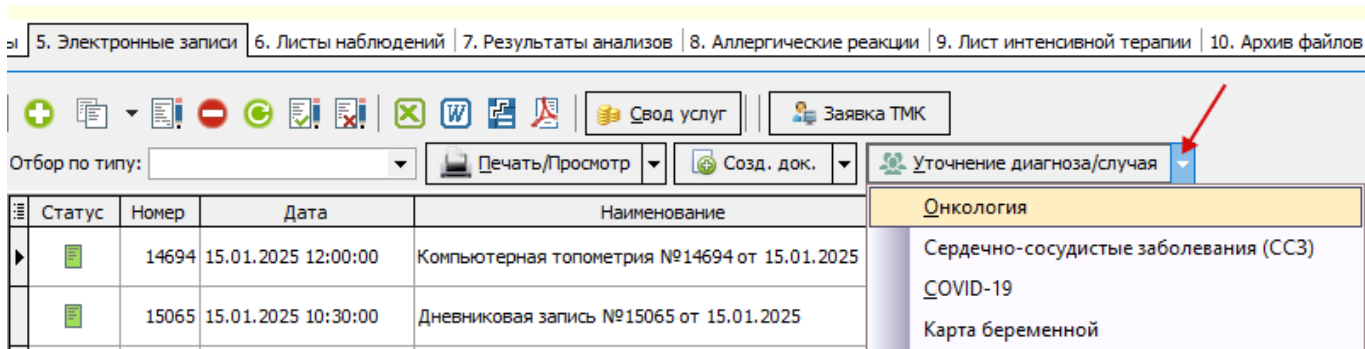 ы 5. Электронные записи 6. Листы наблюдений 7. Результаты анализов 8. Аллергические реакции 9. Лист интенсивной терапии 10. Архив файлов
Свод услуг Заявка ТМК
Отбор по типу: Печать/Просмотр Созд. док. Уточнение диагноза/случая
Статус Номер Дата Наименование
Онкология
14694 15.01.2025 12:00:00 Компьютерная топометрия №14694 от 15.01.2025
Сердечно-сосудистые заболевания (ССЗ)
COVID-19
15065 15.01.2025 10:30:00 Дневниковая запись №15065 от 15.01.2025
Карта беременной